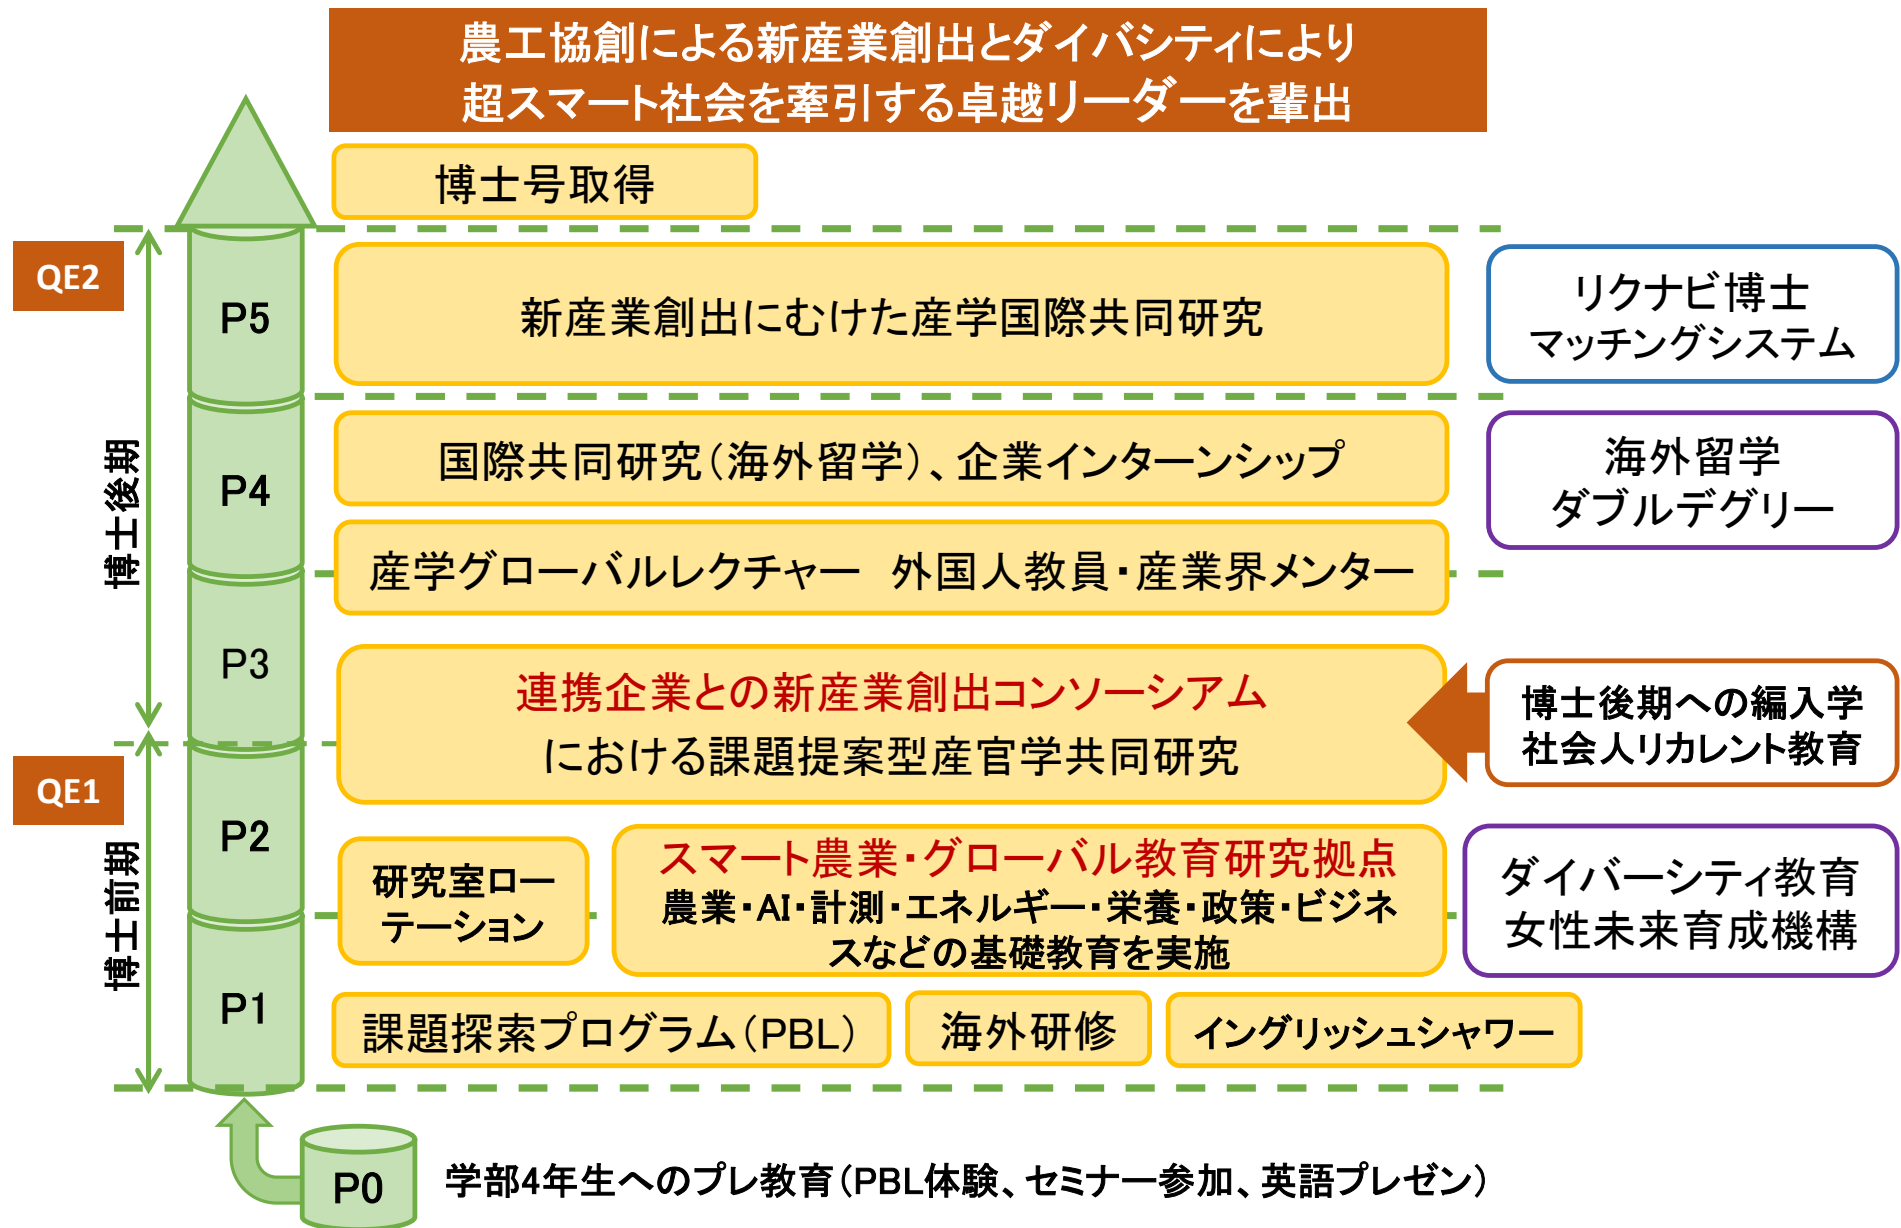 農工協創による新産業創出とダイバシティにより
超スマート社会を牽引する卓越リーダーを輩出
博士号取得
QE2
P5
新産業創出にむけた産学国際共同研究
リクナビ博士
マッチングシステム
博士後期
P4
国際共同研究（海外留学）、企業インターンシップ
海外留学
ダブルデグリー
産学グローバルレクチャー　外国人教員・産業界メンター
P3
連携企業との新産業創出コンソーシアム
における課題提案型産官学共同研究
博士後期への編入学
社会人リカレント教育
QE1
P2
博士前期
研究室ロー
テーション
スマート農業・グローバル教育研究拠点
農業・AI・計測・エネルギー・栄養・政策・ビジネ
スなどの基礎教育を実施
ダイバーシティ教育
女性未来育成機構
P1
課題探索プログラム（PBL）
海外研修
イングリッシュシャワー
P0
学部4年生へのプレ教育（PBL体験、セミナー参加、英語プレゼン）